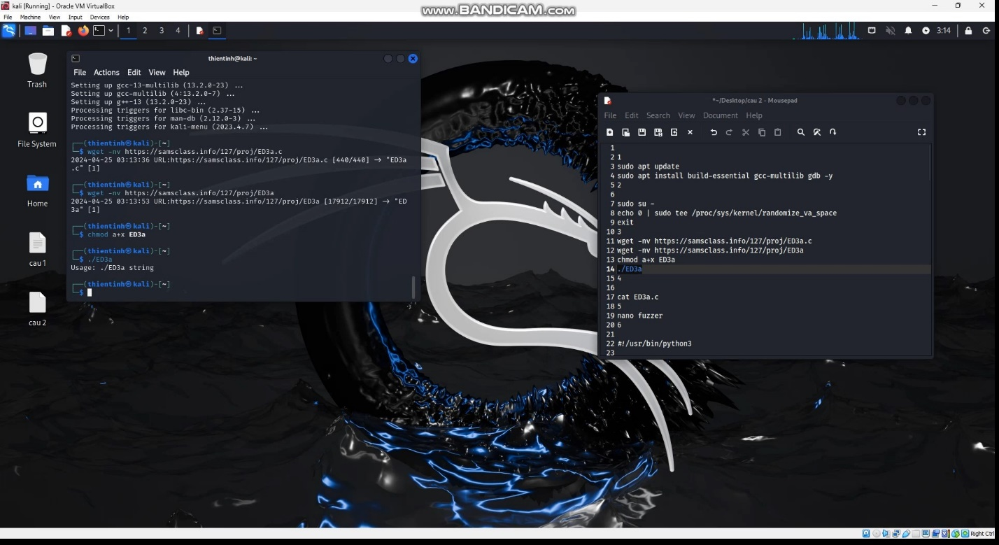 kali [Running] - Oracle VM VirtualBox
www.BANDICAM.com
File Machine View Input Devices Help
1 2 3 4
3:14
Trash
File System
Home
cau 1
cau 2
thientinh@kali: ~
File Actions Edit View Help
Setting up gcc-13-multilib (13.2.0-23) ...
Setting up gcc-multilib (4:13.2.0-7) ...
Setting up g++-13 (13.2.0-23) ...
Processing triggers for libc-bin (2.37-15) ...
Processing triggers for man-db (2.12.0-3) ...
Processing triggers for kali-menu (2023.4.7) ...
┌──(thientinh㉿kali)-[~]
└─$ wget -nv https://samsclass.info/127/proj/ED3a.c
2024-04-25 03:13:36 URL:https://samsclass.info/127/proj/ED3a.c [440/440] → "ED3a
.c" [1]
┌──(thientinh㉿kali)-[~]
└─$ wget -nv https://samsclass.info/127/proj/ED3a
2024-04-25 03:13:53 URL:https://samsclass.info/127/proj/ED3a [17912/17912] → "ED
3a" [1]
┌──(thientinh㉿kali)-[~]
└─$ chmod a+x ED3a
┌──(thientinh㉿kali)-[~]
└─$ ./ED3a
Usage: ./ED3a string
┌──(thientinh㉿kali)-[~]
└─$
*~/Desktop/cau 2 - Mousepad
File Edit Search View Document Help
1
2 1
3 sudo apt update
4 sudo apt install build-essential gcc-multilib gdb -y
5 2
6
7 sudo su -
8 echo 0 | sudo tee /proc/sys/kernel/randomize_va_space
9 exit
10 3
11 wget -nv https://samsclass.info/127/proj/ED3a.c
12 wget -nv https://samsclass.info/127/proj/ED3a
13 chmod a+x ED3a
14 ./ED3a
15 4
16
17 cat ED3a.c
18 5
19 nano fuzzer
20 6
21
22 #!/usr/bin/python3
23
Right Ctrl